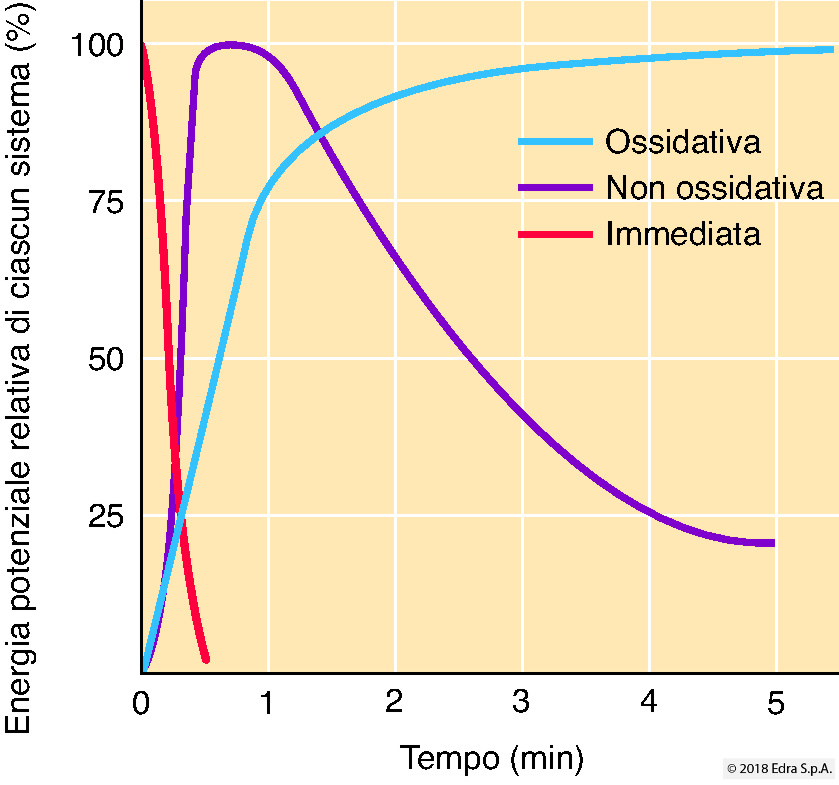 Energia potenziale relativa di ciascun sistema (%)
100
75
50
25
Ossidativa
Non ossidativa
Immediata
0 1 2 3 4 5
Tempo (min)
© 2018 Edra S.p.A.